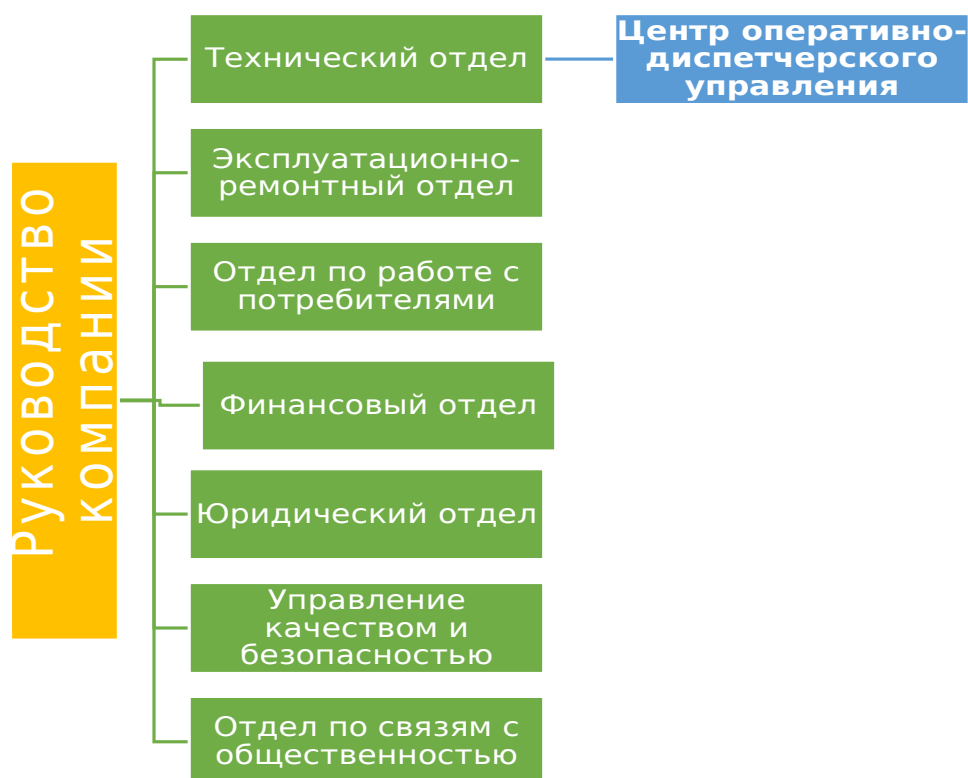 Руководство
компании
Технический отдел
Центр оперативно-
диспетчерского
управления
Эксплуатационно-
ремонтный отдел
Отдел по работе с
потребителями
Финансовый отдел
Юридический отдел
Управление
качеством и
безопасностью
Отдел по связям с
общественностью